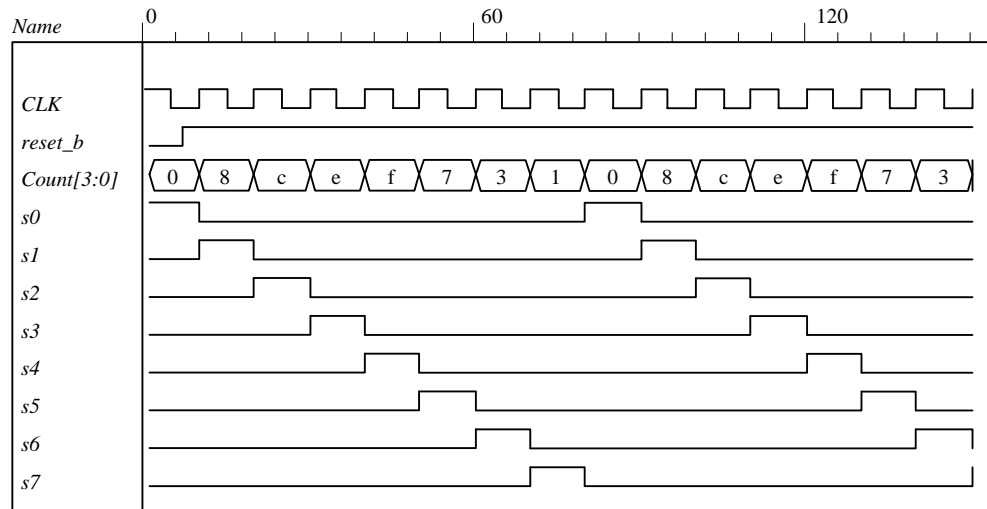 Name 0 60 120
CLK
reset_b
Count[3:0] 0 8 c e f 7 3 1 0 8 c e f 7 3
s0
s1
s2
s3
s4
s5
s6
s7